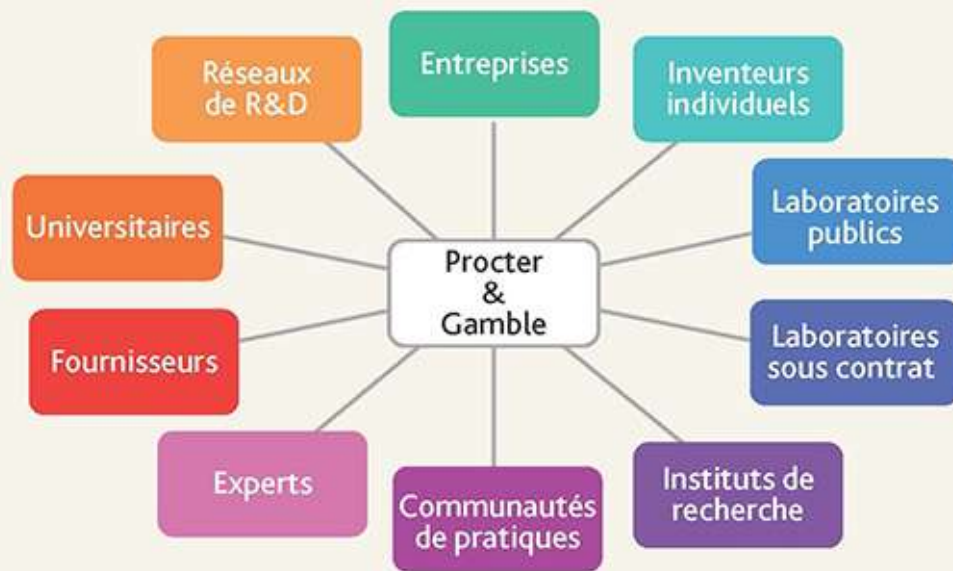 Réseaux
de R&D
Entreprises
Inventeurs
individuels
Universitaires
Laboratoires
publics
Procter
&
Gamble
Fournisseurs
Laboratoires
sous contrat
Experts
Communautés
de pratiques
Instituts de
recherche